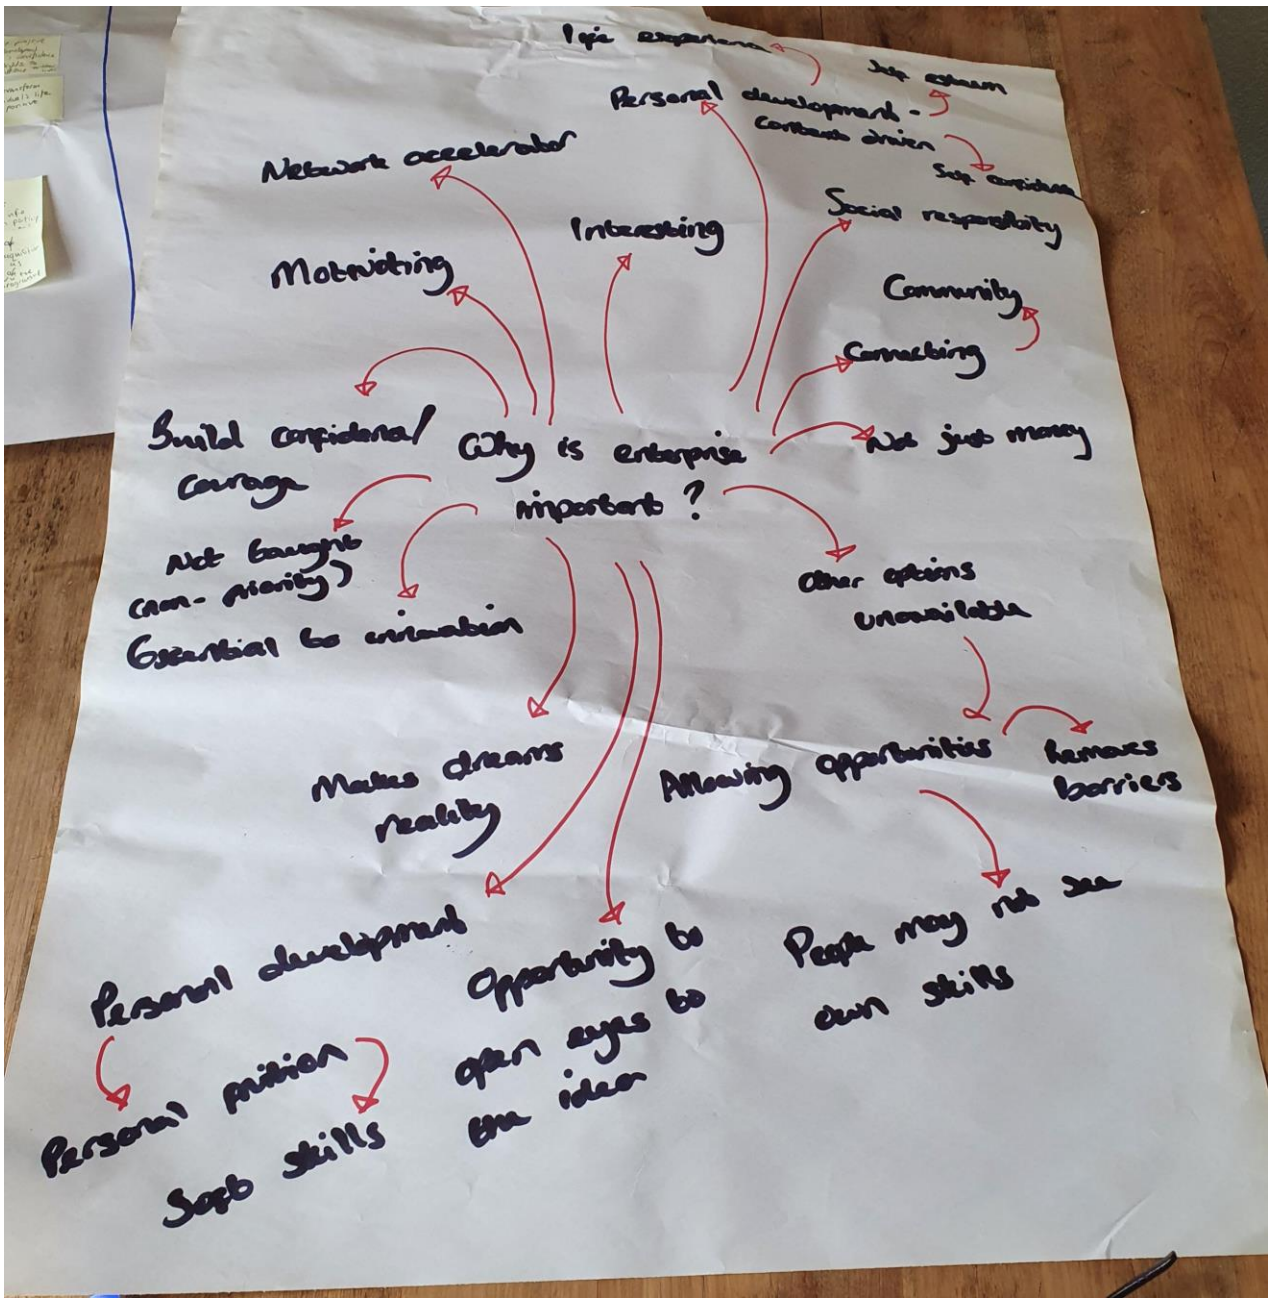 Life experience
Self esteem
Personal development -
content driven
Self confidence
Network accelerator
Social responsibity
Interesting
Motivating
Community
Connecting
Build confidence/
courage
Why is enterprise
important?
Not just money
Not taught
(non-priority)
Essential to innovation
Other options
unavailable
Makes dreams
reality
Allowing opportunities
Removes
barriers
Personal development
Opportunity to
open eyes to
the idea
People may not see
own skills
Personal
Soft skills